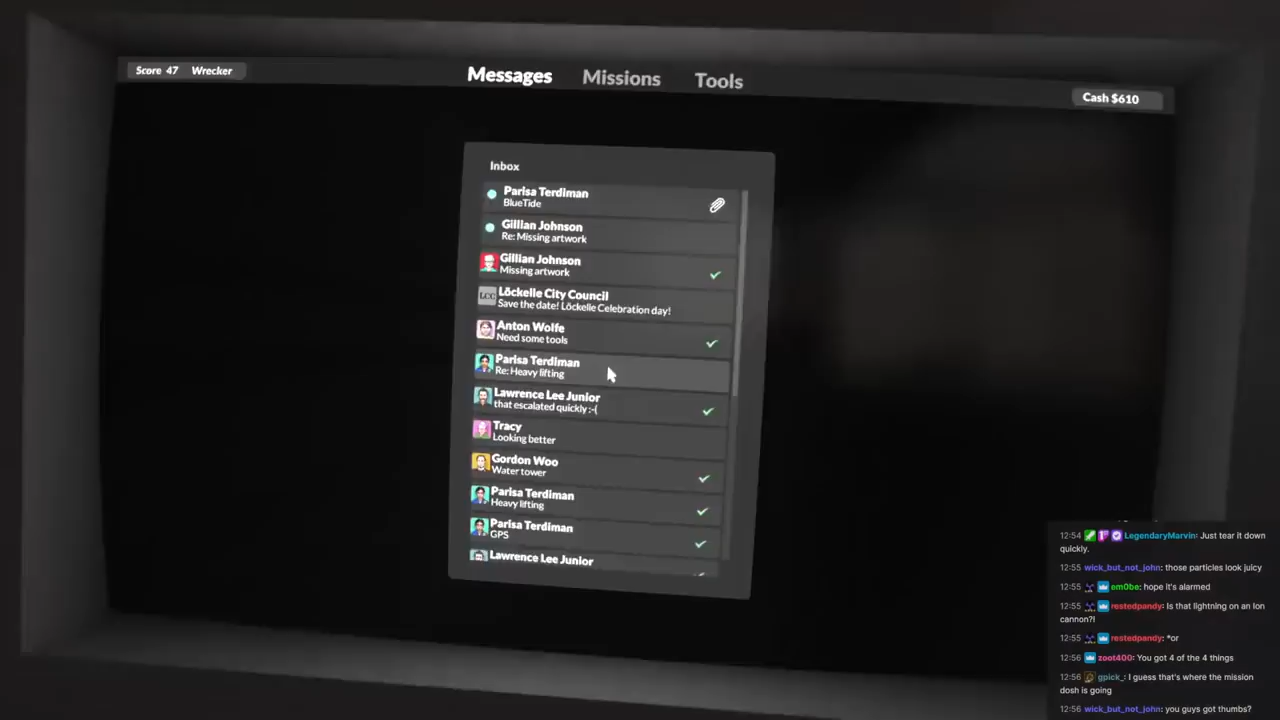 Score 47 Wrecker
Messages Missions Tools
Cash $610
Inbox
Parisa Terdiman
BlueTide
Gillian Johnson
Re: Missing artwork
Gillian Johnson
Missing artwork
LCC
Löckelle City Council
Save the date! Löckelle Celebration day!
Anton Wolfe
Need some tools
Parisa Terdiman
Re: Heavy lifting
Lawrence Lee Junior
that escalated quickly :-(
Tracy
Looking better
Gordon Woo
Water tower
Parisa Terdiman
Heavy lifting
Parisa Terdiman
GPS
Lawrence Lee Junior
12:54 LegendaryMarvin: Just tear it down
quickly.
12:55 wick_but_not_john: those particles look juicy
12:55 em0be: hope it's alarmed
12:55 restedpandy: Is that lightning on an Ion
cannon?!
12:55 restedpandy: *or
12:56 zoot400: You got 4 of the 4 things
12:56 gpick_: I guess that's where the mission
dosh is going
12:56 wick_but_not_john: you guys got thumbs?